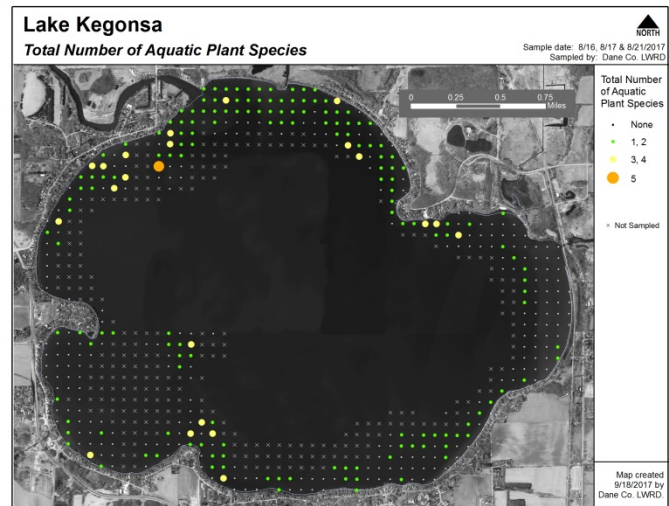 Lake Kegonsa
Total Number of Aquatic Plant Species
NORTH
Sample date: 8/16, 8/17 & 8/21/2017
Sampled by: Dane Co. LWRD
0 0.25 0.50 0.75
Miles
Total Number
of Aquatic
Plant Species
None
1, 2
3, 4
5
Not Sampled
Map created
9/18/2017 by
Dane Co. LWRD.